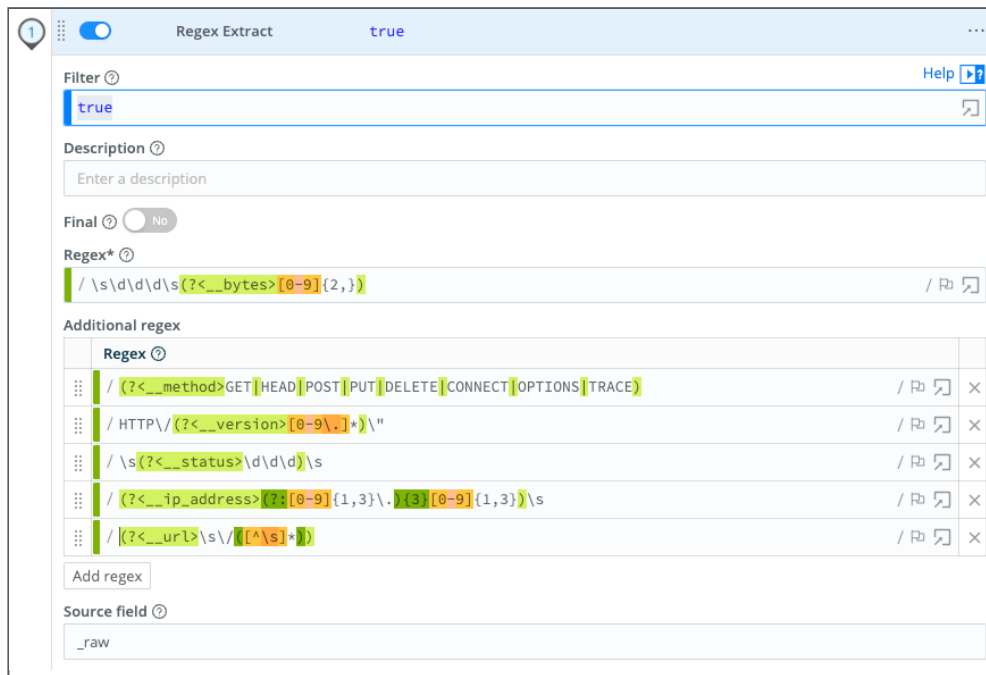 1 Regex Extract true ...
Filter ? Help ?
true
Description ?
Enter a description
Final ? No
Regex* ?
/ \s\d\d\d\s(?<__bytes>[0-9]{2,}) /
Additional regex
Regex ?
/ (?<__method>GET|HEAD|POST|PUT|DELETE|CONNECT|OPTIONS|TRACE) /
/ HTTP\/(?<__version>[0-9\.]*)\" /
/ \s(?<__status>\d\d\d)\s /
/ (?<__ip_address>(?:[0-9]{1,3}\.){3}[0-9]{1,3})\s /
/ (?<__url>\s\/([^\s]*)) /
Add regex
Source field ?
_raw